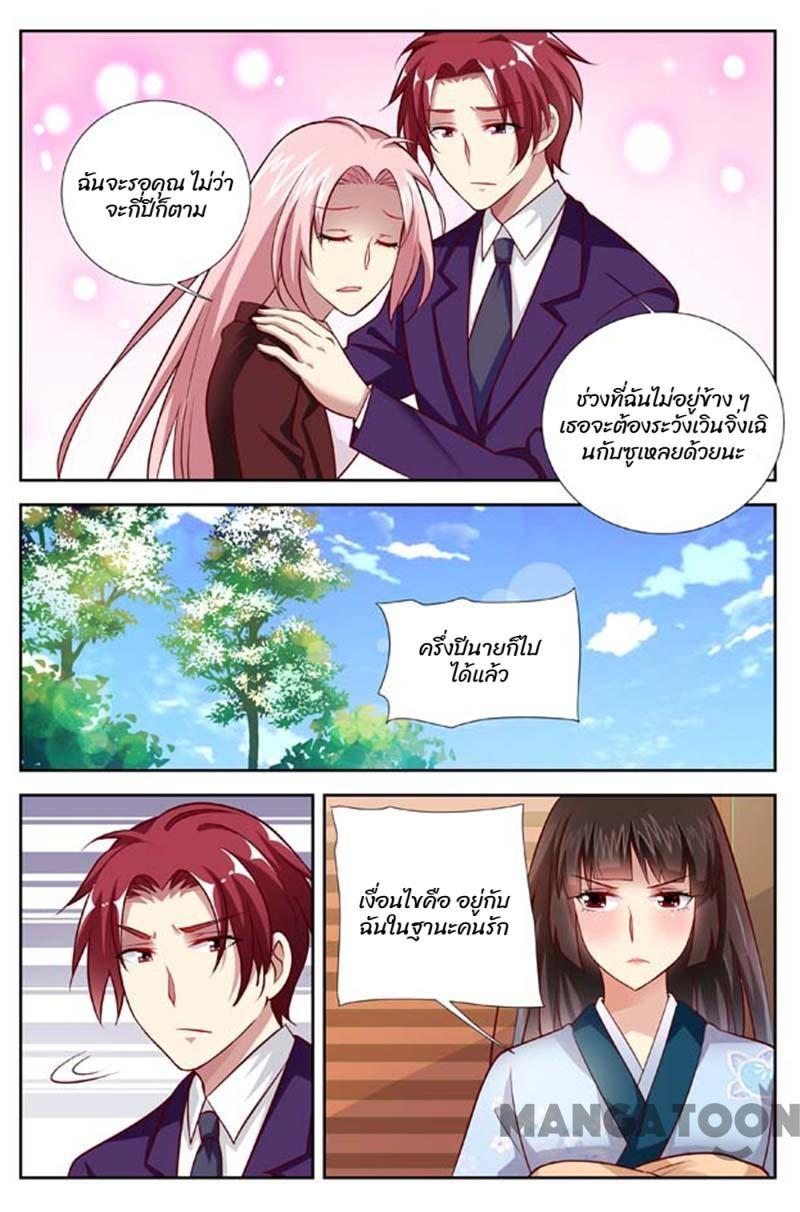 ฉันจะรอคุณ ไม่ว่า
จะกี่ปีก็ตาม
ช่วงที่ฉันไม่อยู่ข้าง ๆ
เธอจะต้องระวังเวินจิ่งเฉิ
นกับซูเหลยด้วยนะ
ครึ่งปีนายก็ไป
ได้แล้ว
เงื่อนไขคือ อยู่กับ
ฉันในฐานะคนรัก
MANGATOON